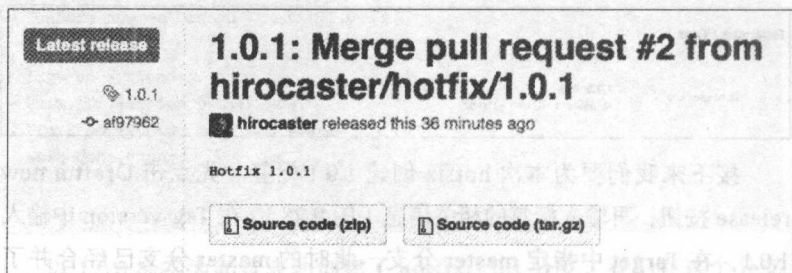 Latest release
1.0.1
af97962
1.0.1: Merge pull request #2 from
hirocaster/hotfix/1.0.1
hirocaster released this 36 minutes ago
Hotfix 1.0.1
Source code (zip)
Source code (tar.gz)